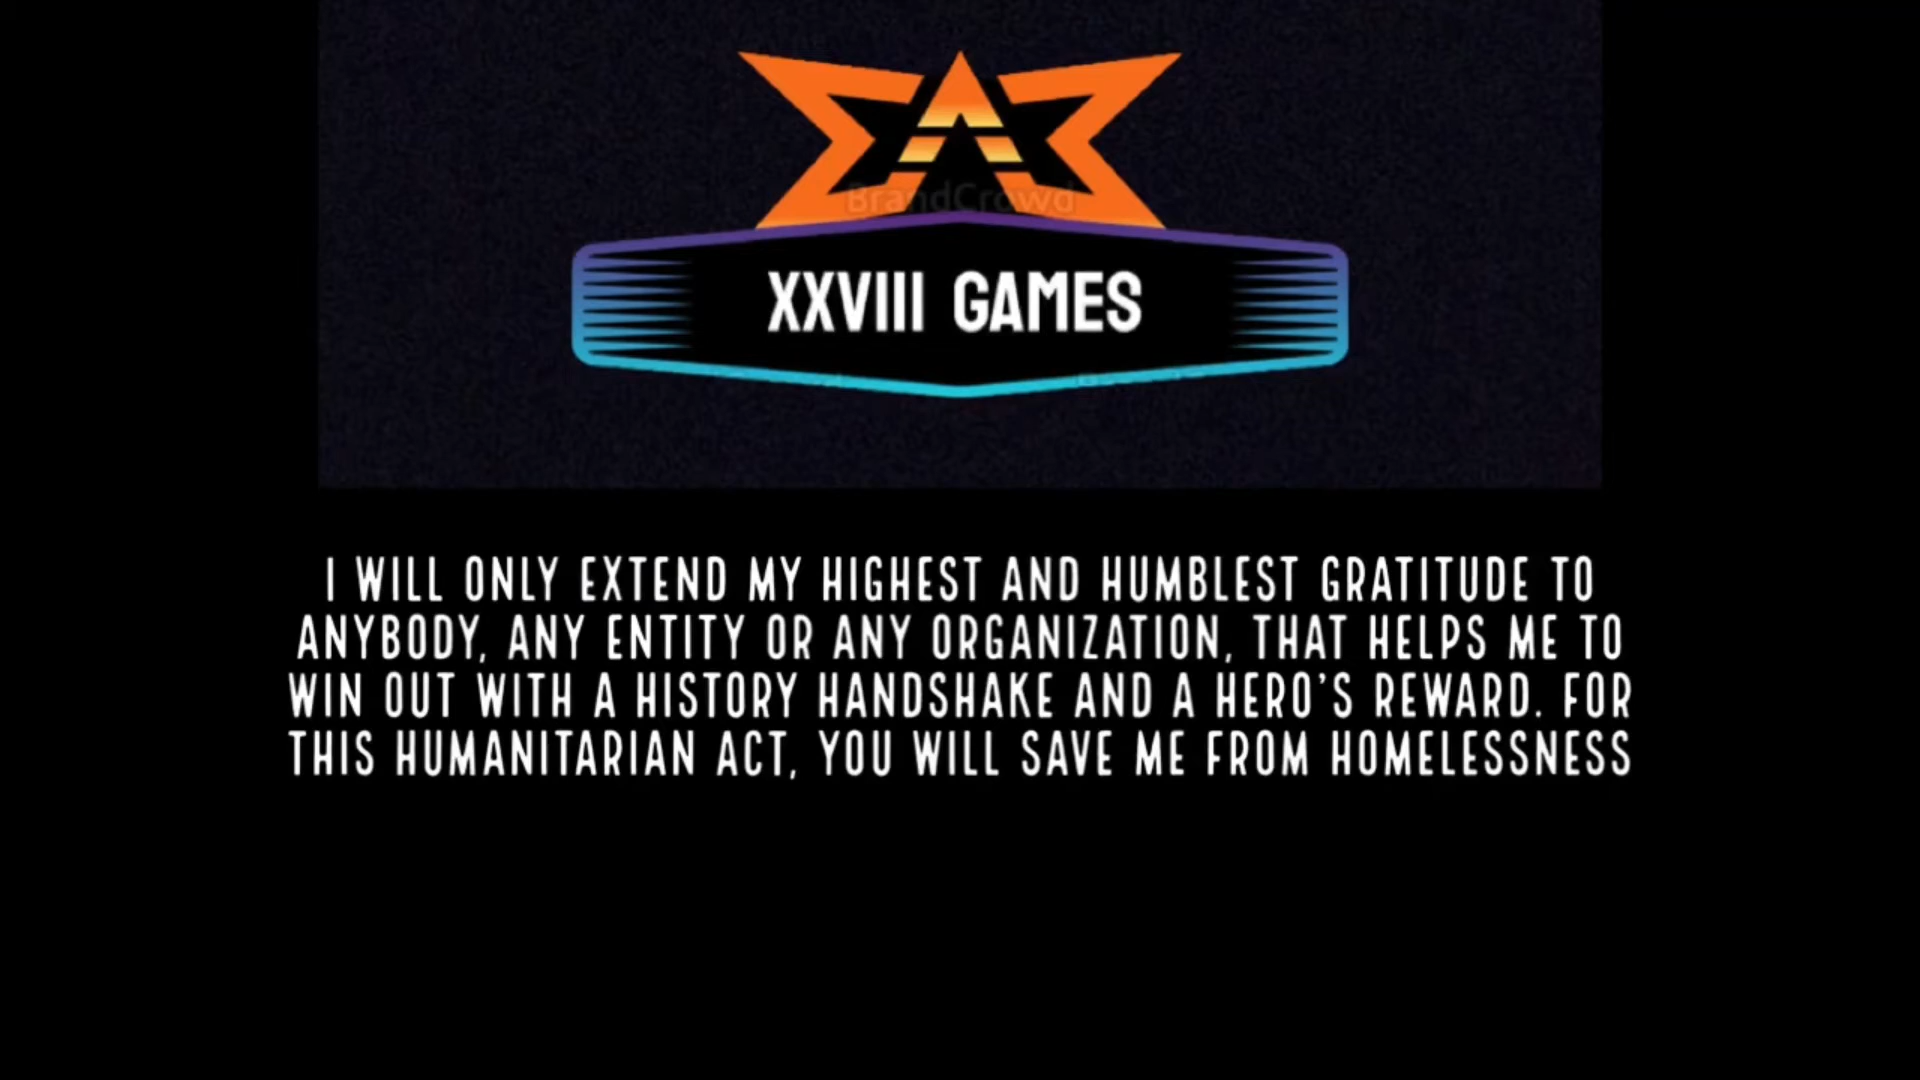 BrandCrowd
XXVIII GAMES
I WILL ONLY EXTEND MY HIGHEST AND HUMBLEST GRATITUDE TO
ANYBODY, ANY ENTITY OR ANY ORGANIZATION, THAT HELPS ME TO
WIN OUT WITH A HISTORY HANDSHAKE AND A HERO'S REWARD. FOR
THIS HUMANITARIAN ACT, YOU WILL SAVE ME FROM HOMELESSNESS